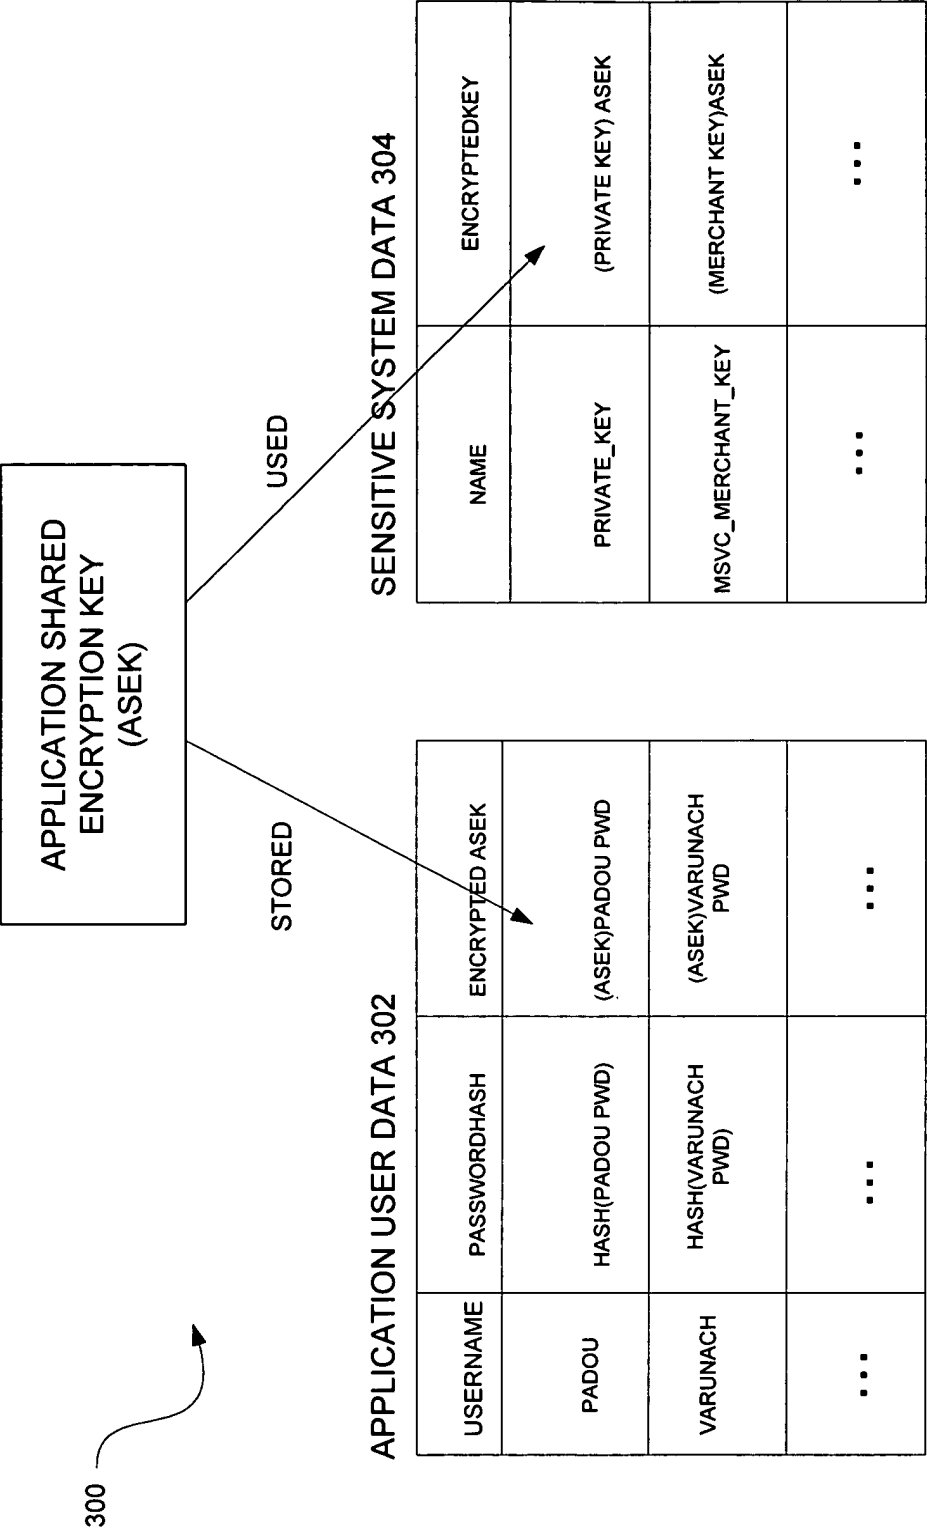 300
APPLICATION SHARED
ENCRYPTION KEY
(ASEK)
STORED
USED
APPLICATION USER DATA 302
USERNAME PASSWORDHASH ENCRYPTED ASEK
PADOU HASH(PADOU PWD) (ASEK)PADOU PWD
VARUNACH HASH(VARUNACH PWD) (ASEK)VARUNACH PWD
... ... ...
SENSITIVE SYSTEM DATA 304
NAME ENCRYPTEDKEY
PRIVATE_KEY (PRIVATE KEY) ASEK
MSVC_MERCHANT_KEY (MERCHANT KEY)ASEK
... ...